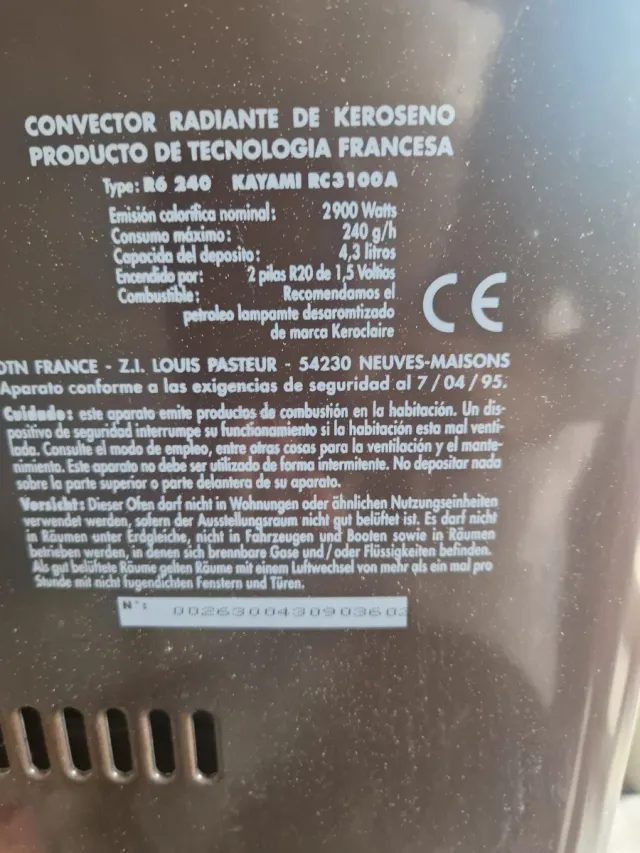 CONVECTOR RADIANTE DE KEROSENO
PRODUCTO DE TECNOLOGIA FRANCESA
Type: R6 240 KAYAMI RC3100A
Emisión calorífica nominal: 2900 Watts
Consumo máximo: 240 g/h
Capacida del deposito: 4,3 litros
Encendido por: 2 pilas R20 de 1,5 Voltios
Combustible: Recomendamos el
petroleo lampamte desaromtizado
de marca Keroclaire
CE
DTN FRANCE - Z.I. LOUIS PASTEUR - 54230 NEUVES-MAISONS
Aparato conforme a las exigencias de seguridad al 7/04/95.
Cuidado: este aparato emite productos de combustión en la habitación. Un dis-
positivo de seguridad interrumpe su funcionamiento si la habitación esta mal venti-
lada. Consulte el modo de empleo, entre otras cosas para la ventilación y el mante-
nimiento. Este aparato no debe ser utilizado de forma intermitente. No depositar nada
sobre la parte superior o parte delantera de su aparato.
Vorsicht: Dieser Ofen darf nicht in Wohnungen oder ähnlichen Nutzungseinheiten
verwendet werden, sofern der Ausstellungsraum nicht gut belüftet ist. Es darf nicht
in Räumen unter Erdgleiche, nicht in Fahrzeugen und Booten sowie in Räumen
betrieben werden, in denen sich brennbare Gase und/oder Flüssigkeiten befinden.
Als gut belüftete Räume gelten Räume mit einem Luftwechsel von mehr als ein mal pro
Stunde mit nicht fugendichten Fenstern und Türen.
N°: 002630043090360